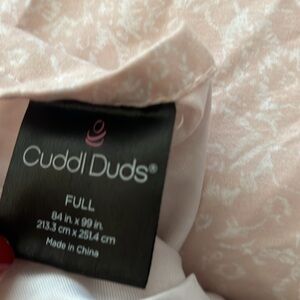 Cuddl Duds®
FULL
84 in. x 99 in.
213.3 cm x 251.4 cm
Made in China